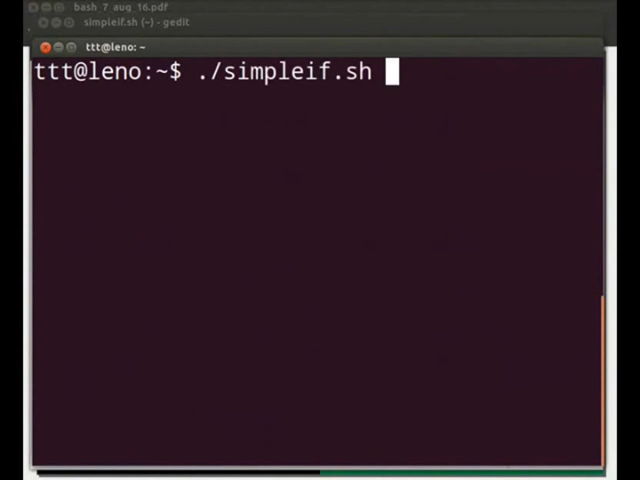 bash_7_aug_16.pdf
simpleif.sh (~) - gedit
ttt@leno: ~
ttt@leno:~$ ./simpleif.sh